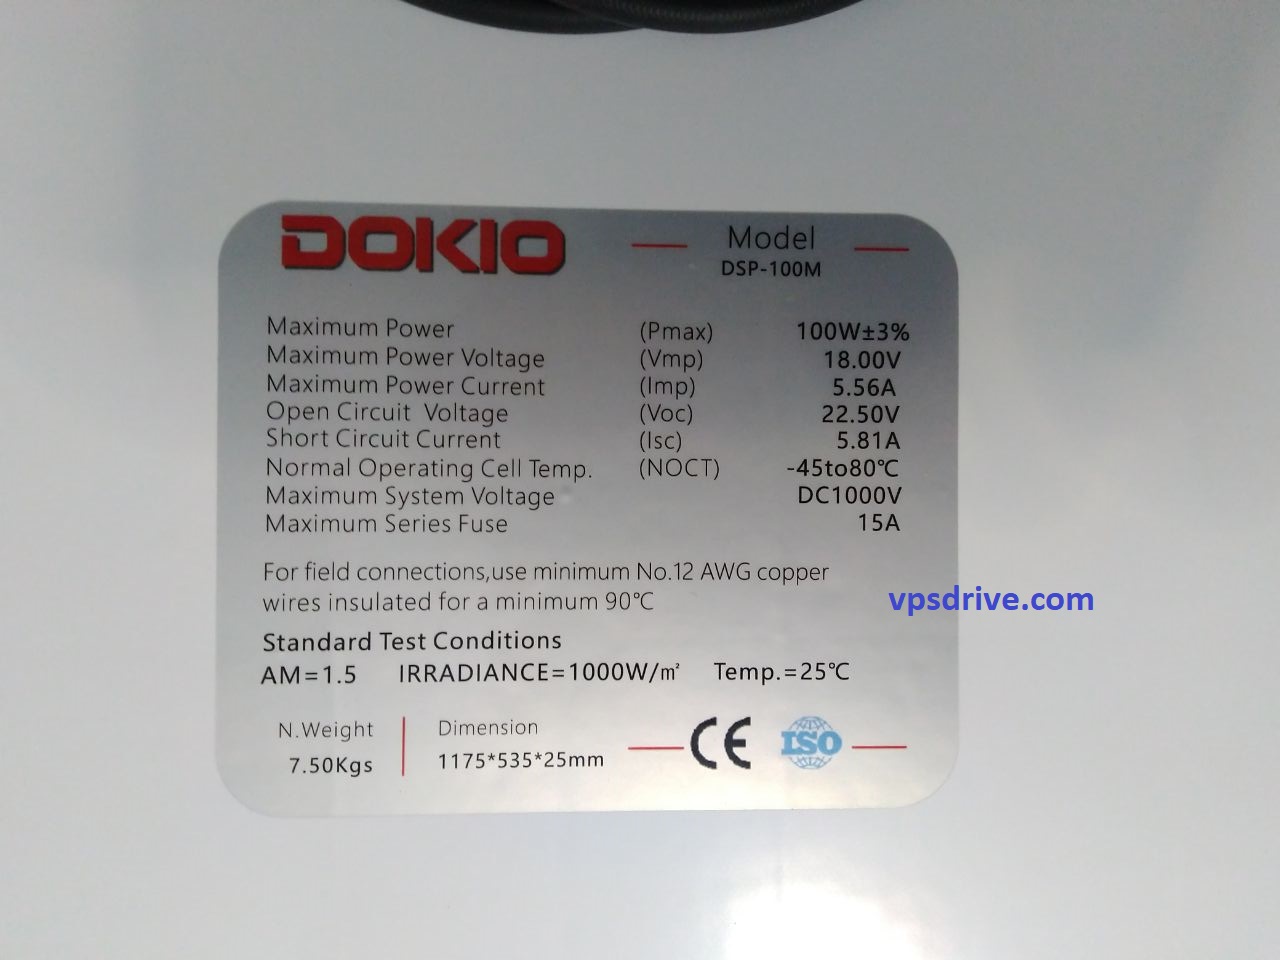 DOKIO
Model
DSP-100M
Maximum Power (Pmax) 100W±3%
Maximum Power Voltage (Vmp) 18.00V
Maximum Power Current (Imp) 5.56A
Open Circuit Voltage (Voc) 22.50V
Short Circuit Current (Isc) 5.81A
Normal Operating Cell Temp. (NOCT) -45to80℃
Maximum System Voltage DC1000V
Maximum Series Fuse 15A
For field connections,use minimum No.12 AWG copper
wires insulated for a minimum 90℃
vpsdrive.com
Standard Test Conditions
AM=1.5 IRRADIANCE=1000W/㎡ Temp.=25℃
N.Weight
7.50Kgs
Dimension
1175*535*25mm
CE
ISO